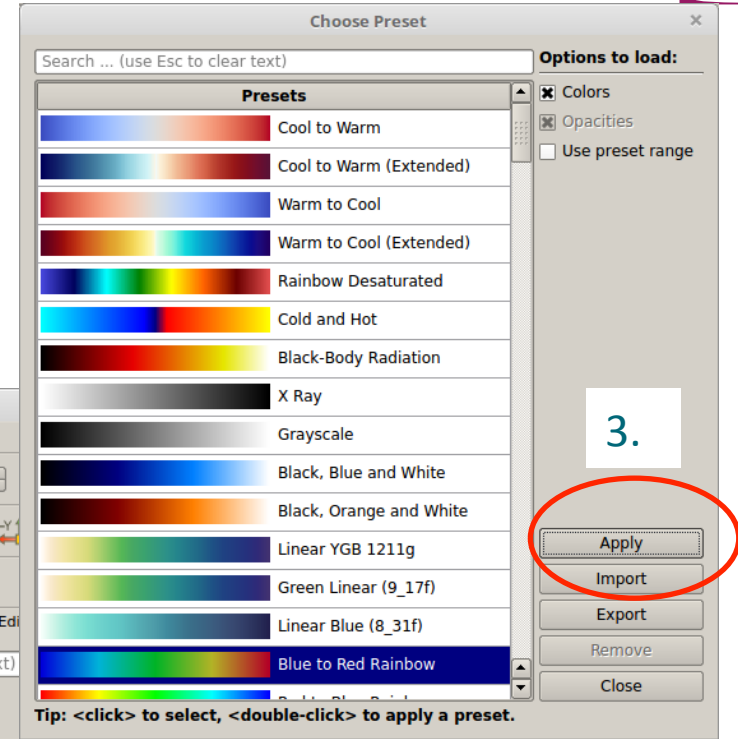 Choose Preset
Search ... (use Esc to clear text)
Options to load:
Presets
Colors
Opacities
Use preset range
Cool to Warm
Cool to Warm (Extended)
Warm to Cool
Warm to Cool (Extended)
Rainbow Desaturated
Cold and Hot
Black-Body Radiation
X Ray
Grayscale
Black, Blue and White
Black, Orange and White
Linear YGB 1211g
Green Linear (9_17f)
Linear Blue (8_31f)
Blue to Red Rainbow
3.
Apply
Import
Export
Remove
Close
Tip: <click> to select, <double-click> to apply a preset.
-Y
Edi
xt)